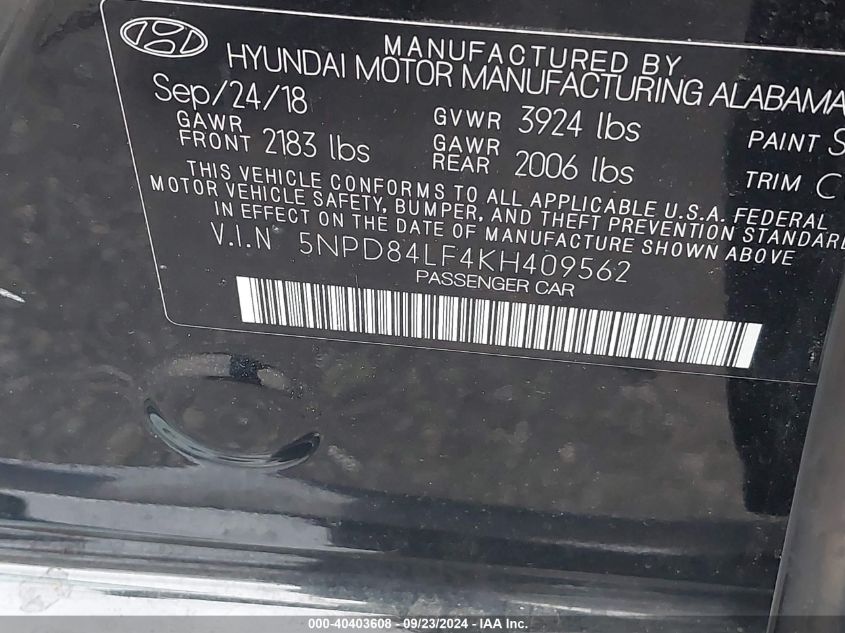 MANUFACTURED BY
HYUNDAI MOTOR MANUFACTURING ALABAMA
Sep/24/18
GAWR FRONT 2183 lbs
GVWR 3924 lbs
GAWR REAR 2006 lbs
PAINT S
TRIM C
THIS VEHICLE CONFORMS TO ALL APPLICABLE U.S.A. FEDERAL
MOTOR VEHICLE SAFETY, BUMPER, AND THEFT PREVENTION STANDARD
IN EFFECT ON THE DATE OF MANUFACTURE SHOWN ABOVE
V.I.N 5NPD84LF4KH409562
PASSENGER CAR
000-40403608 - 09/23/2024 - IAA Inc.